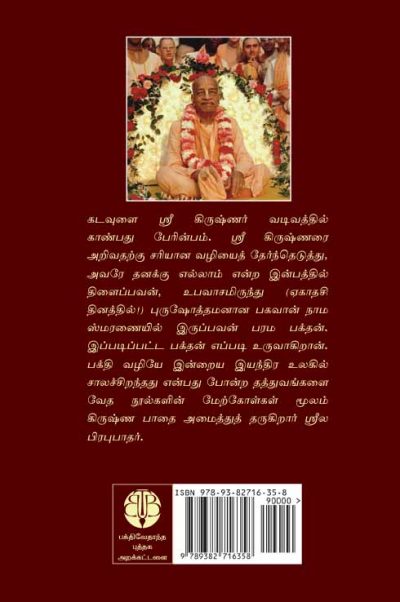 கடவுளை ஸ்ரீ கிருஷ்ணர் வடிவத்தில்
காண்பது பேரின்பம். ஸ்ரீ கிருஷ்ணரை
அறிவதற்கு சரியான வழியைத் தேர்ந்தெடுத்து,
அவரே தனக்கு எல்லாம் என்ற இன்பத்தில்
திளைப்பவன், உபவாசமிருந்து (ஏகாதசி
தினத்தில்!) புருஷோத்தமனான பகவான் நாம
ஸ்மரணையில் இருப்பவன் பரம பக்தன்.
இப்படிப்பட்ட பக்தன் எப்படி உருவாகிறான்.
பக்தி வழியே இன்றைய இயந்திர உலகில்
சாலச்சிறந்தது என்பது போன்ற தத்துவங்களை
வேத நூல்களின் மேற்கோள்கள் மூலம்
கிருஷ்ண பாதை அமைத்துத் தருகிறார் ஸ்ரீல
பிரபுபாதர்.
BBT
பக்திவேதாந்த
புத்தக
அறக்கட்டளை
ISBN 978-93-82716-35-8
90000 >
9 789382 716358